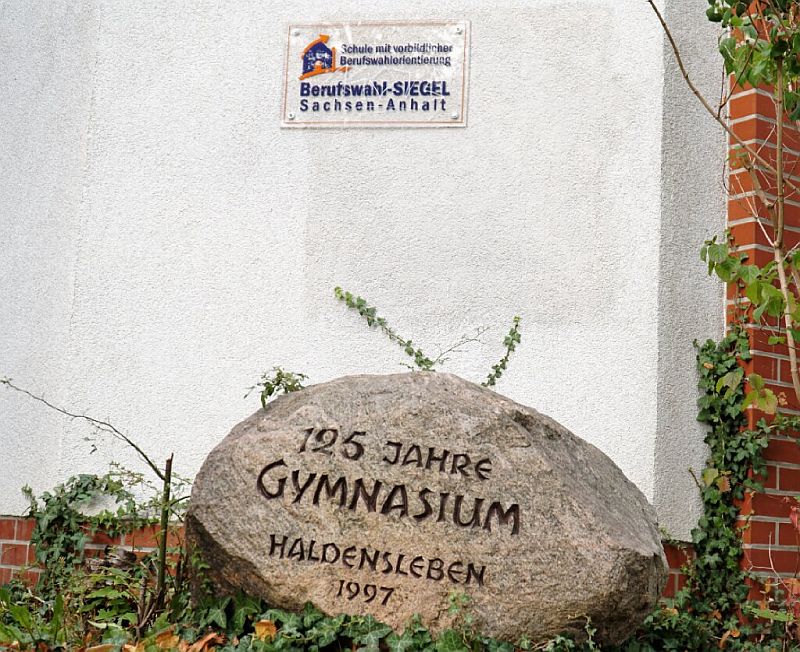 Schule mit vorbildlicher
Berufswahlorientierung
Berufswahl-SIEGEL
Sachsen-Anhalt
125 JAHRE
GYMNASIUM
HALDENSLEBEN
1997